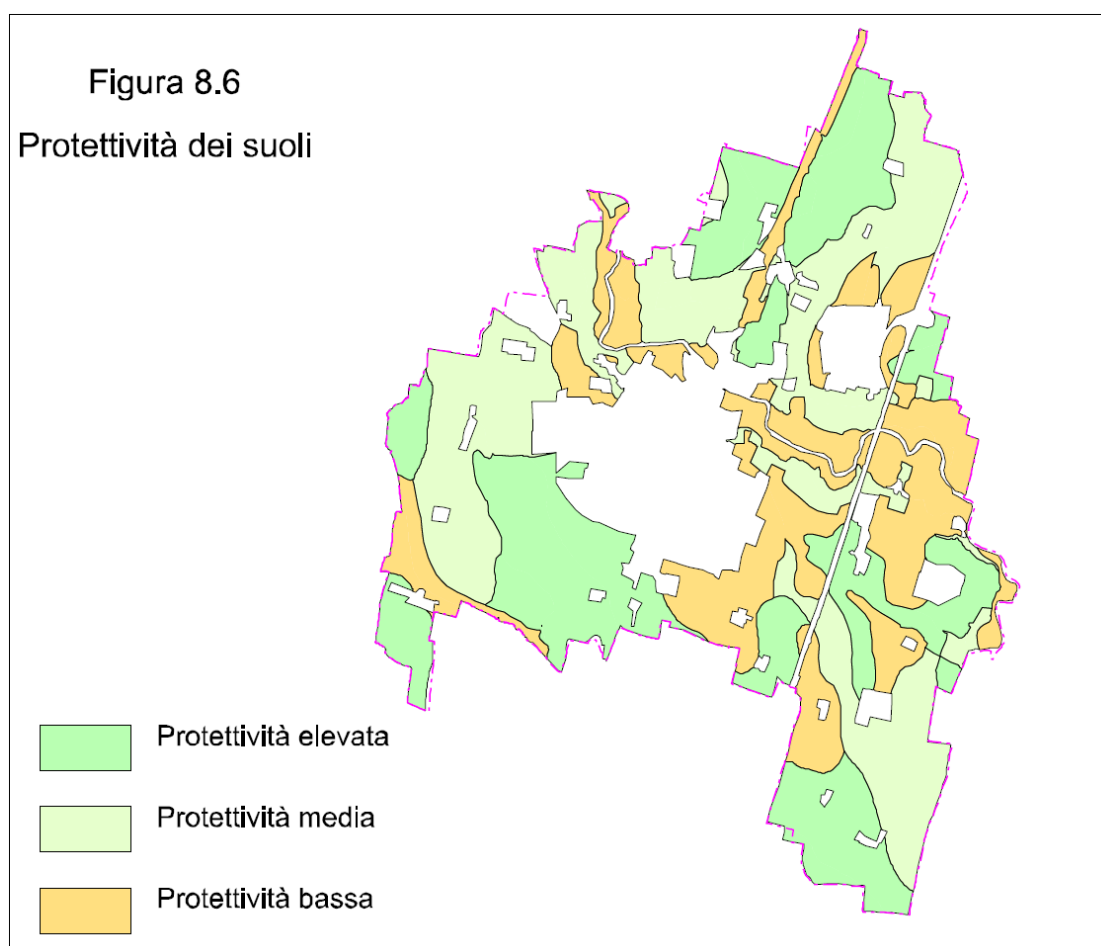 Figura 8.6
Protettività dei suoli
Protettività elevata
Protettività media
Protettività bassa